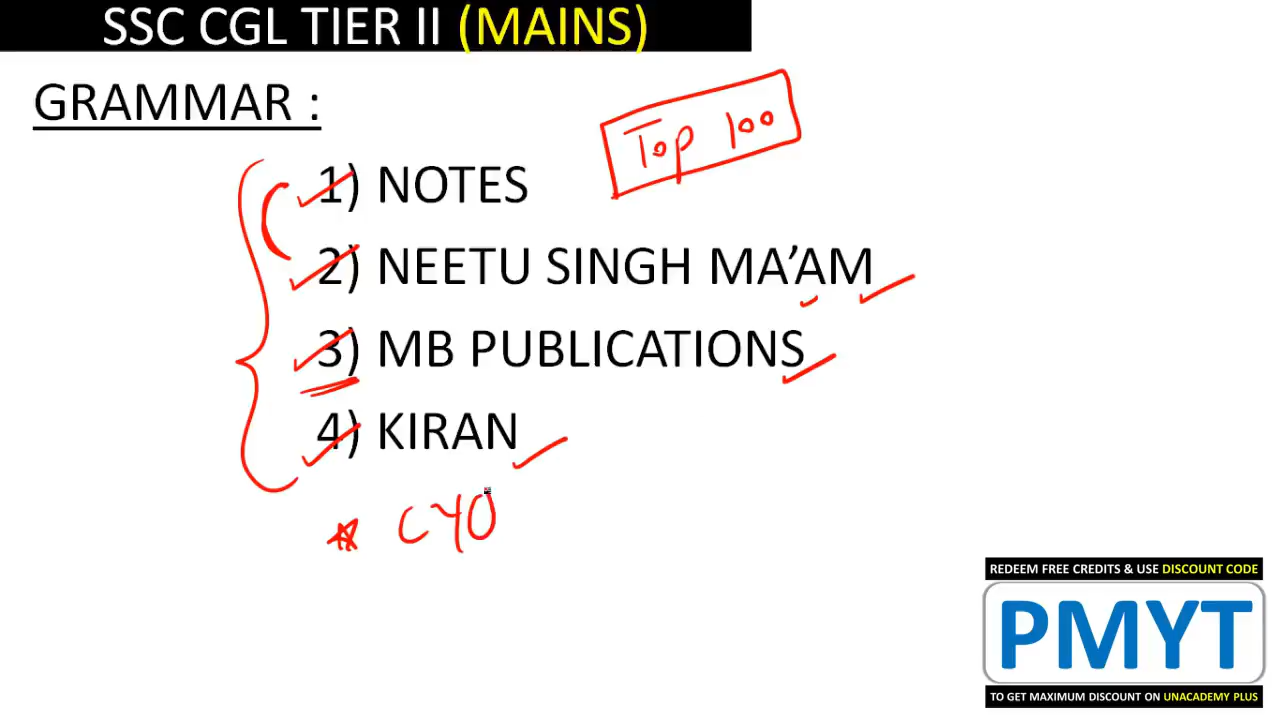 SSC CGL TIER II (MAINS)
GRAMMAR :
Top 100
1) NOTES
2) NEETU SINGH MA’AM
3) MB PUBLICATIONS
4) KIRAN
CYO
REDEEM FREE CREDITS & USE DISCOUNT CODE
PMYT
TO GET MAXIMUM DISCOUNT ON UNACADEMY PLUS